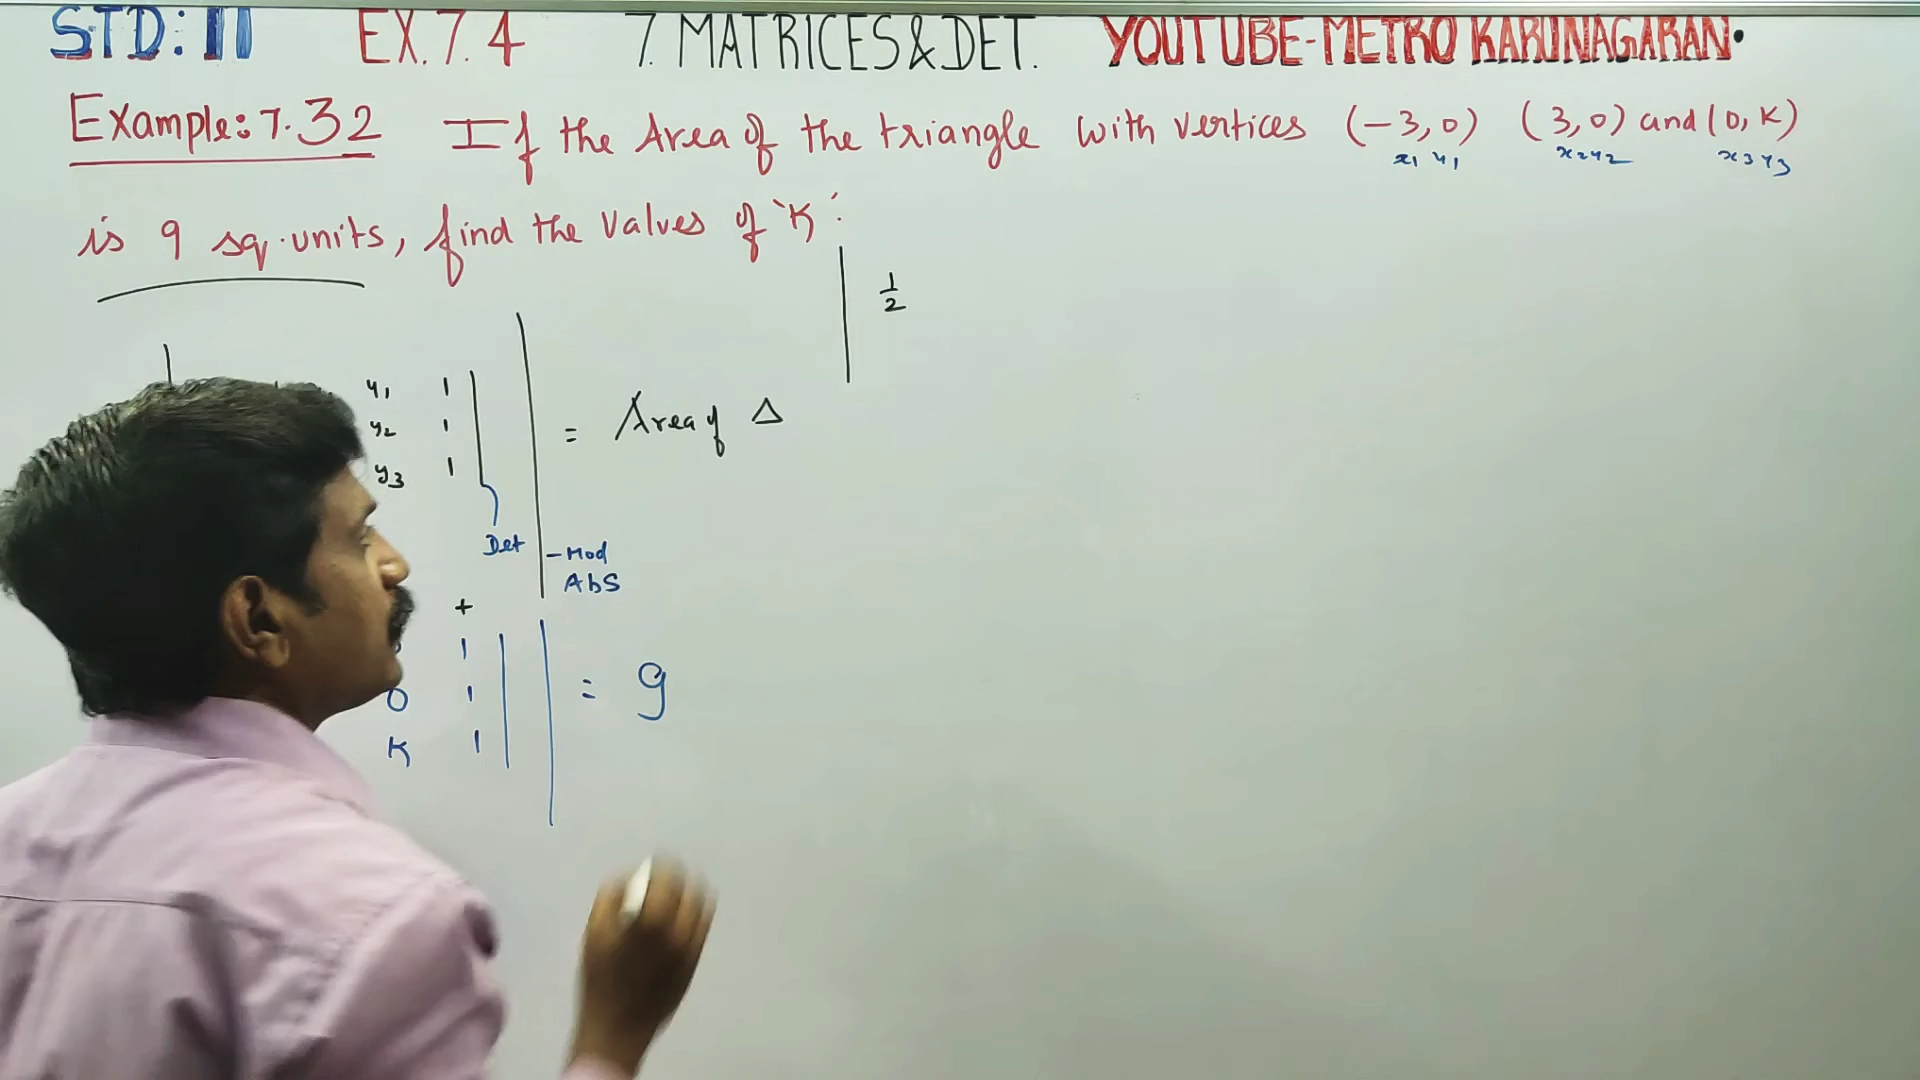 STD: 11 EX.7.4 7. MATRICES & DET. YOUTUBE-METRO KARUNAGARAN.
Example: 7.32 If the Area of the triangle with vertices (-3,0) (3,0) and (0,K)
x1 y1 x2 y2 x3 y3
is 9 sq.units, find the values of 'K'.
1/2
y1 1
y2 1 = Area of Δ
y3 1
Det - Mod
Abs
+
1
0 1 = 9
K 1